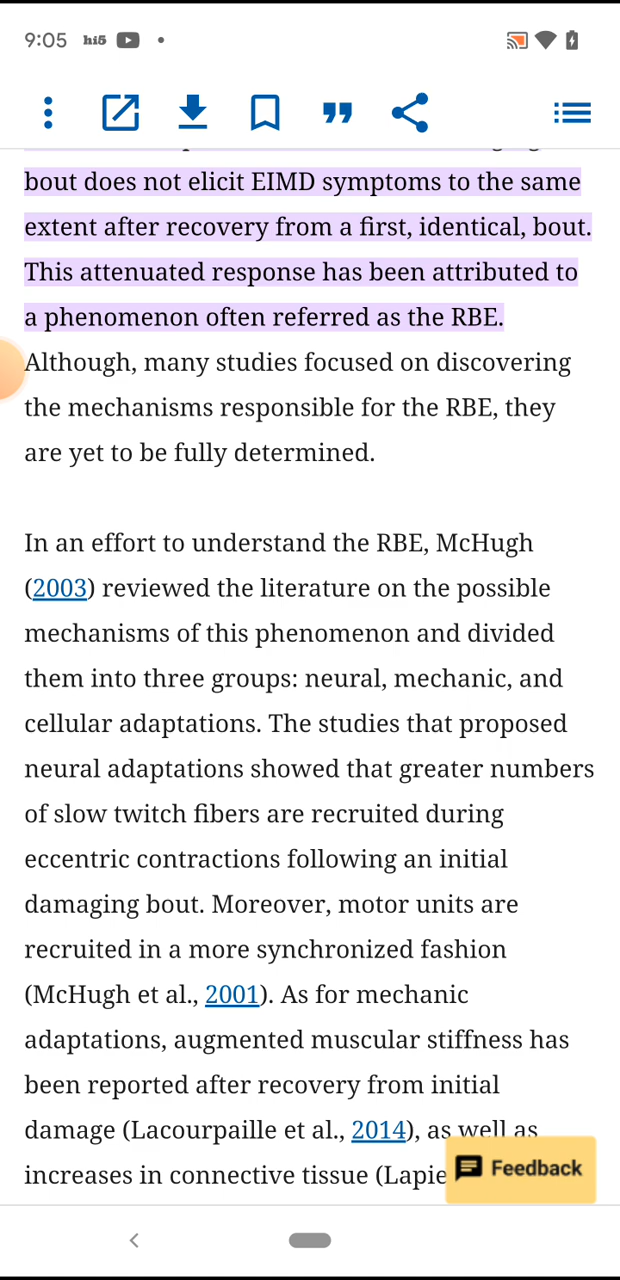 9:05 hi5
bout does not elicit EIMD symptoms to the same
extent after recovery from a first, identical, bout.
This attenuated response has been attributed to
a phenomenon often referred as the RBE.
Although, many studies focused on discovering
the mechanisms responsible for the RBE, they
are yet to be fully determined.
In an effort to understand the RBE, McHugh
(2003) reviewed the literature on the possible
mechanisms of this phenomenon and divided
them into three groups: neural, mechanic, and
cellular adaptations. The studies that proposed
neural adaptations showed that greater numbers
of slow twitch fibers are recruited during
eccentric contractions following an initial
damaging bout. Moreover, motor units are
recruited in a more synchronized fashion
(McHugh et al., 2001). As for mechanic
adaptations, augmented muscular stiffness has
been reported after recovery from initial
damage (Lacourpaille et al., 2014), as well as
increases in connective tissue (Lapie
Feedback